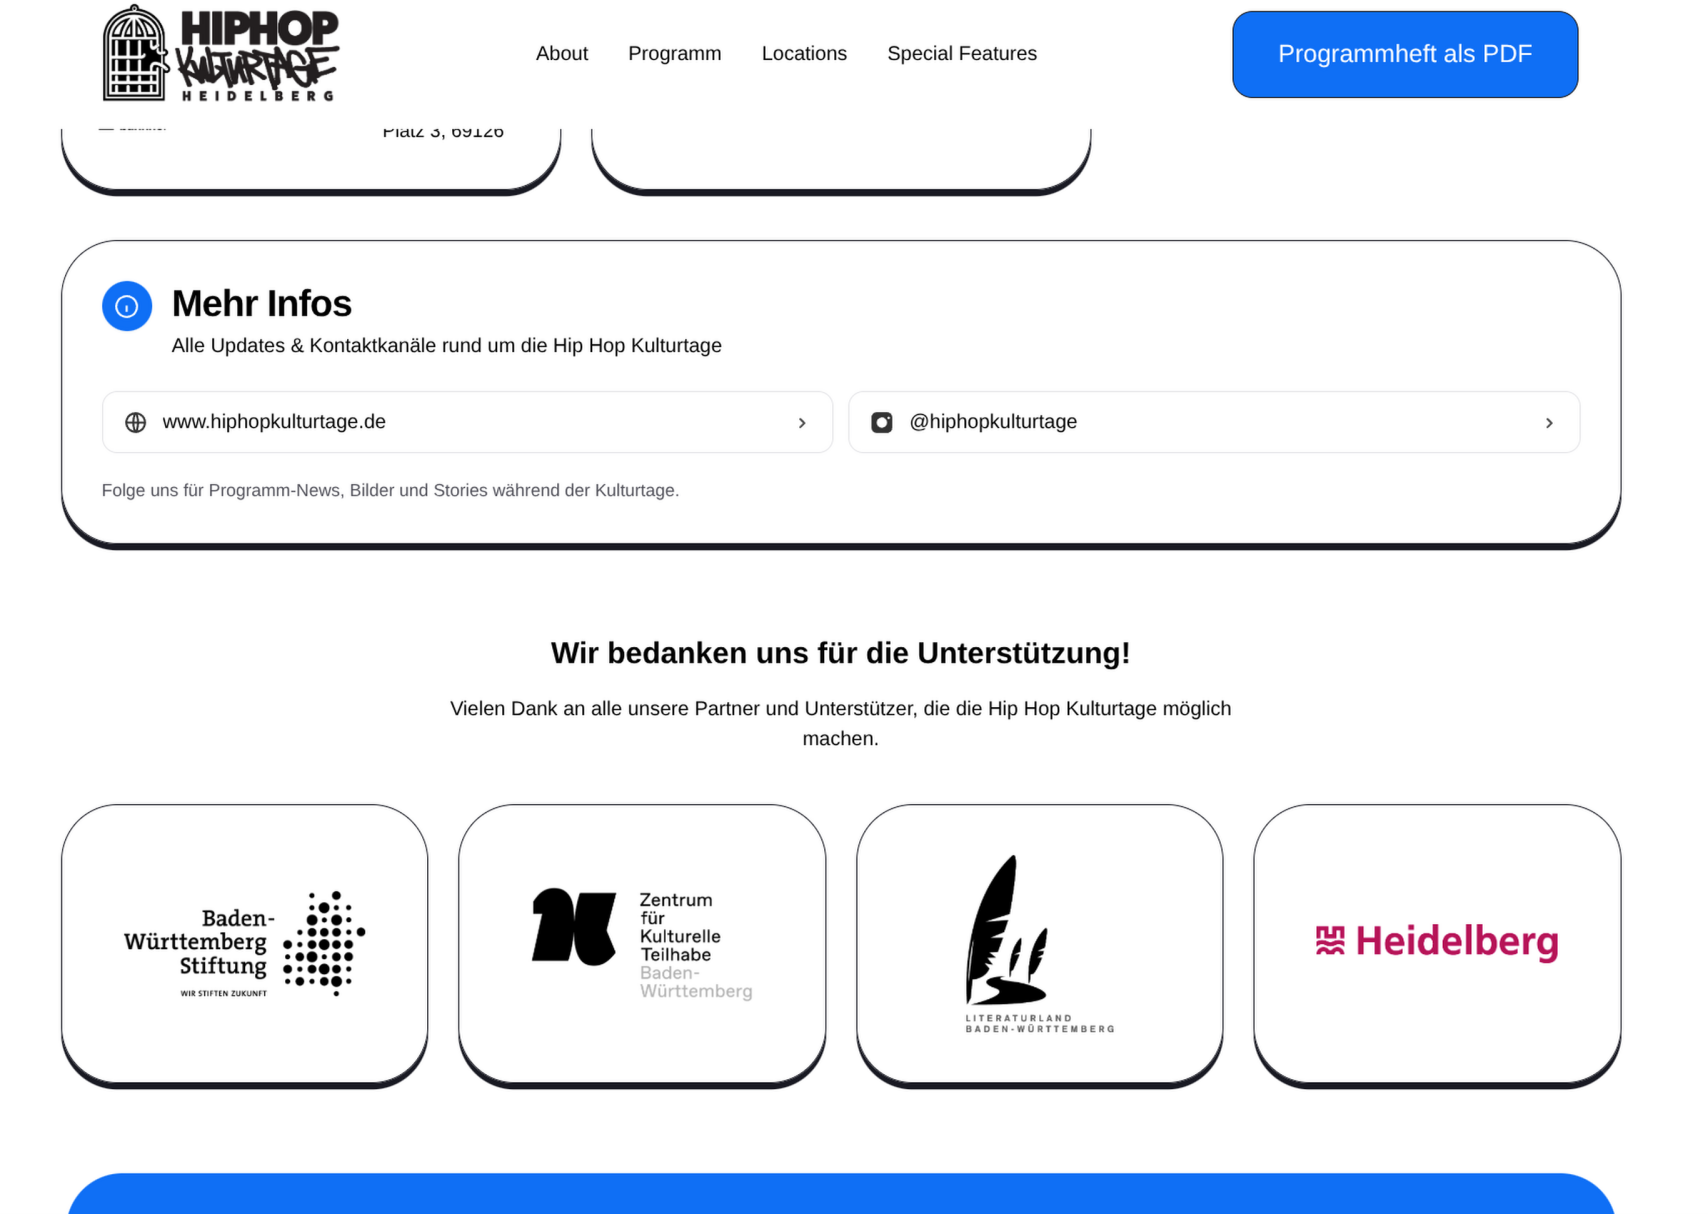 HIPHOP
KULTURTAGE
HEIDELBERG
About Programm Locations Special Features
Programmheft als PDF
Platz 3, 69126
Mehr Infos
Alle Updates & Kontaktkanäle rund um die Hip Hop Kulturtage
www.hiphopkulturtage.de
@hiphopkulturtage
Folge uns für Programm-News, Bilder und Stories während der Kulturtage.
Wir bedanken uns für die Unterstützung!
Vielen Dank an alle unsere Partner und Unterstützer, die die Hip Hop Kulturtage möglich
machen.
Baden-
Württemberg
Stiftung
WIR STIFTEN ZUKUNFT
Zentrum
für
Kulturelle
Teilhabe
Baden-
Württemberg
LITERATURLAND
BADEN-WÜRTTEMBERG
Heidelberg